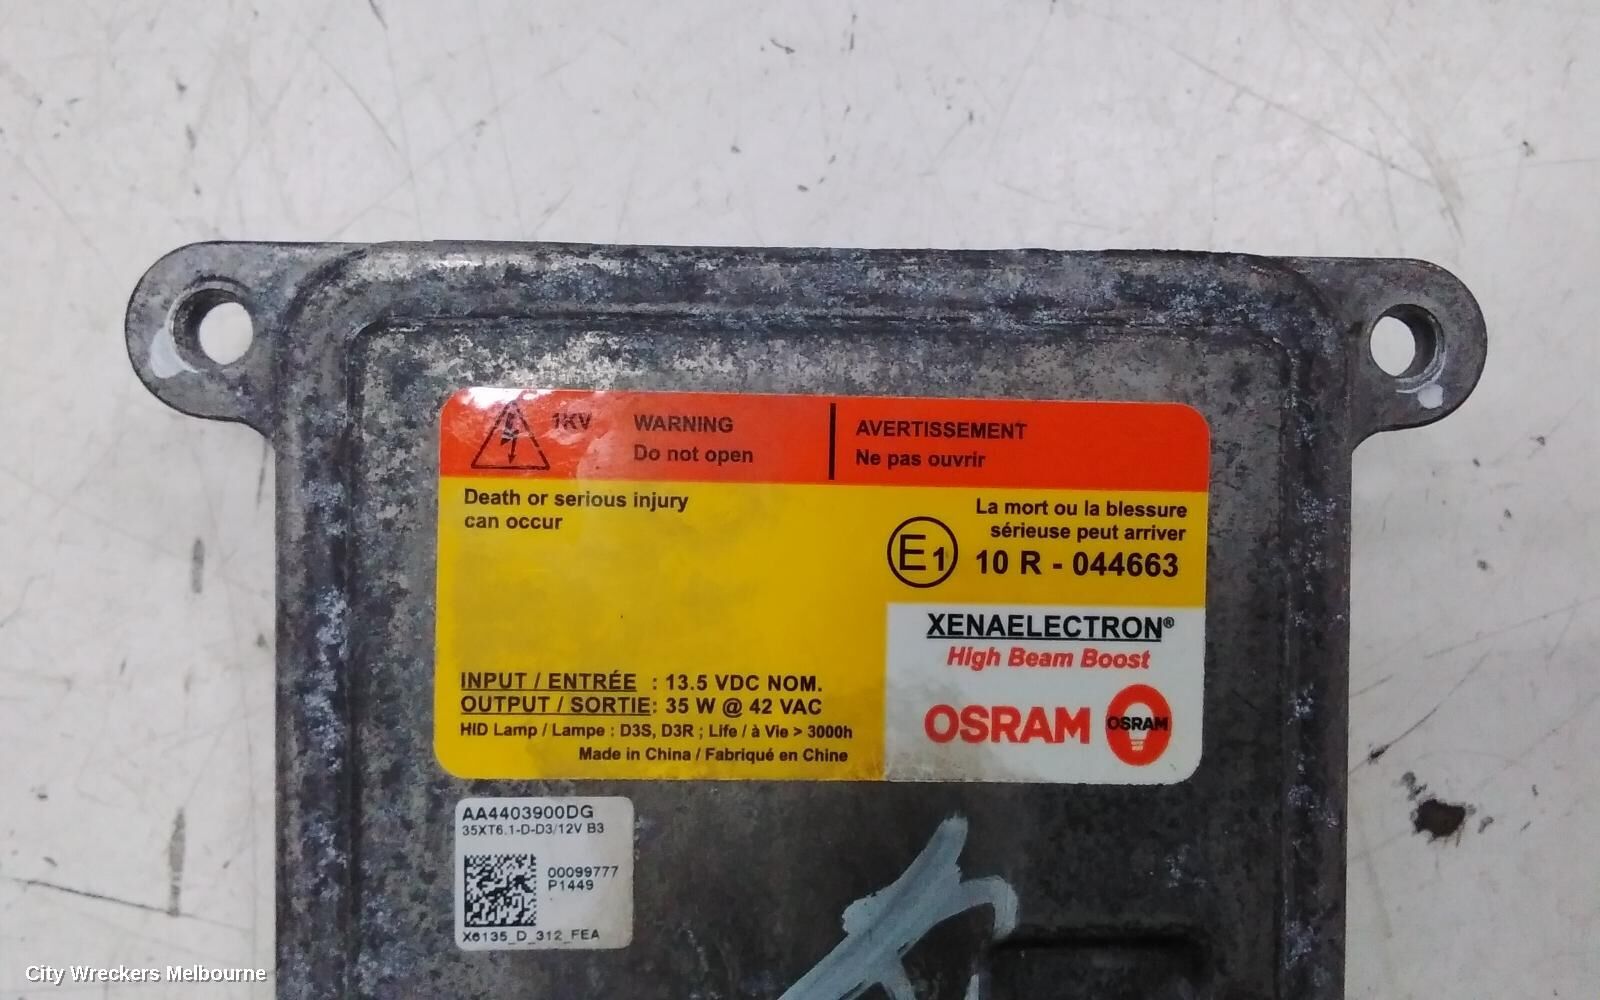 1KV
WARNING
Do not open
AVERTISSEMENT
Ne pas ouvrir
Death or serious injury
can occur
La mort ou la blessure
sérieuse peut arriver
E1
10 R - 044663
XENAELECTRON®
High Beam Boost
OSRAM
OSRAM
INPUT / ENTRÉE : 13.5 VDC NOM.
OUTPUT / SORTIE: 35 W @ 42 VAC
HID Lamp / Lampe : D3S, D3R ; Life / à Vie > 3000h
Made in China / Fabriqué en Chine
AA4403900DG
35XT6.1-D-D3/12V B3
00099777
P1449
X6135_D_312_FEA
City Wreckers Melbourne